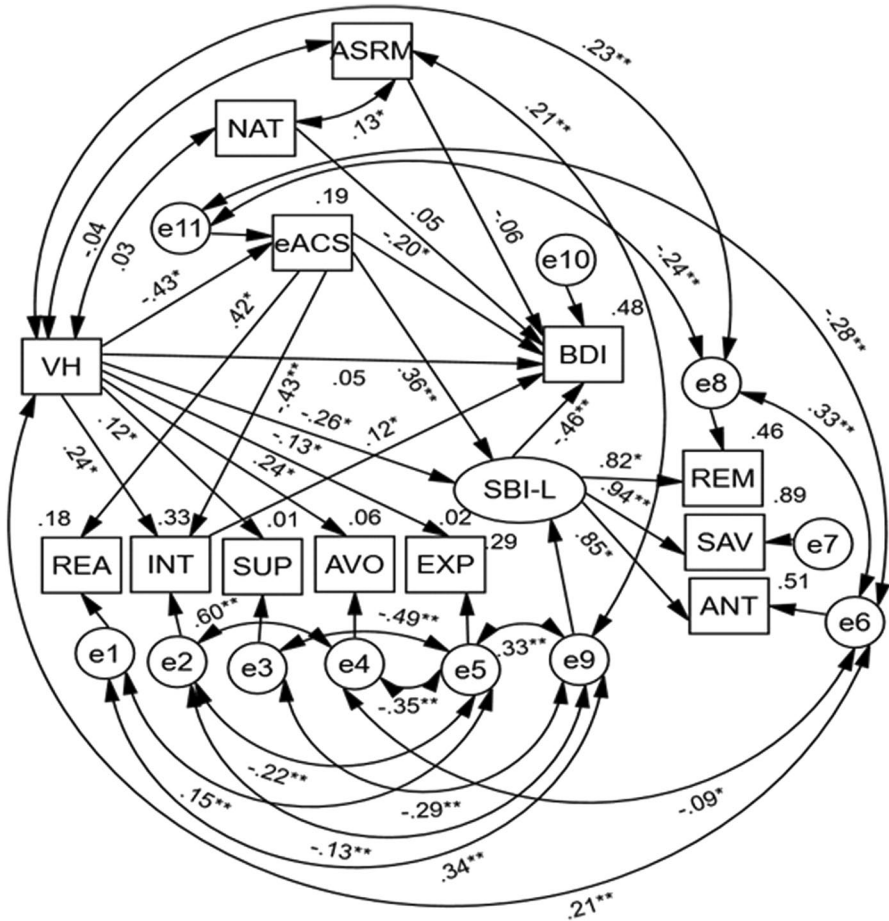 ASRM
.23**
NAT
.13*
.21**
.19
e11
eACS
-.04
.03
.05
-.20*
-.06
e10
-.24**
-.28**
-.43*
.42*
.48
VH
BDI
.05
.36**
-.43**
e8
.33**
-.26*
.12*
-.13*
.24*
-.46**
.12*
.24*
.46
.82*
SBI-L
REM
.94**
.89
.85*
.18
.33
.01
.06
.02
.29
SAV
e7
REA
INT
SUP
AVO
EXP
.51
ANT
.60**
-.49**
e6
e1
e2
e3
e4
e5
.33**
e9
-.35**
-.22**
.15**
-.29**
-.09*
-.13**
.34**
.21**